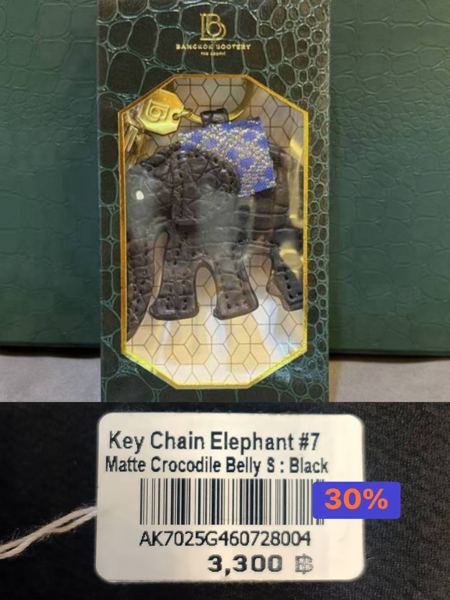 B
BANGKOK BOOTERY
Key Chain Elephant #7
Matte Crocodile Belly S : Black
30%
AK7025G460728004
3,300 ฿